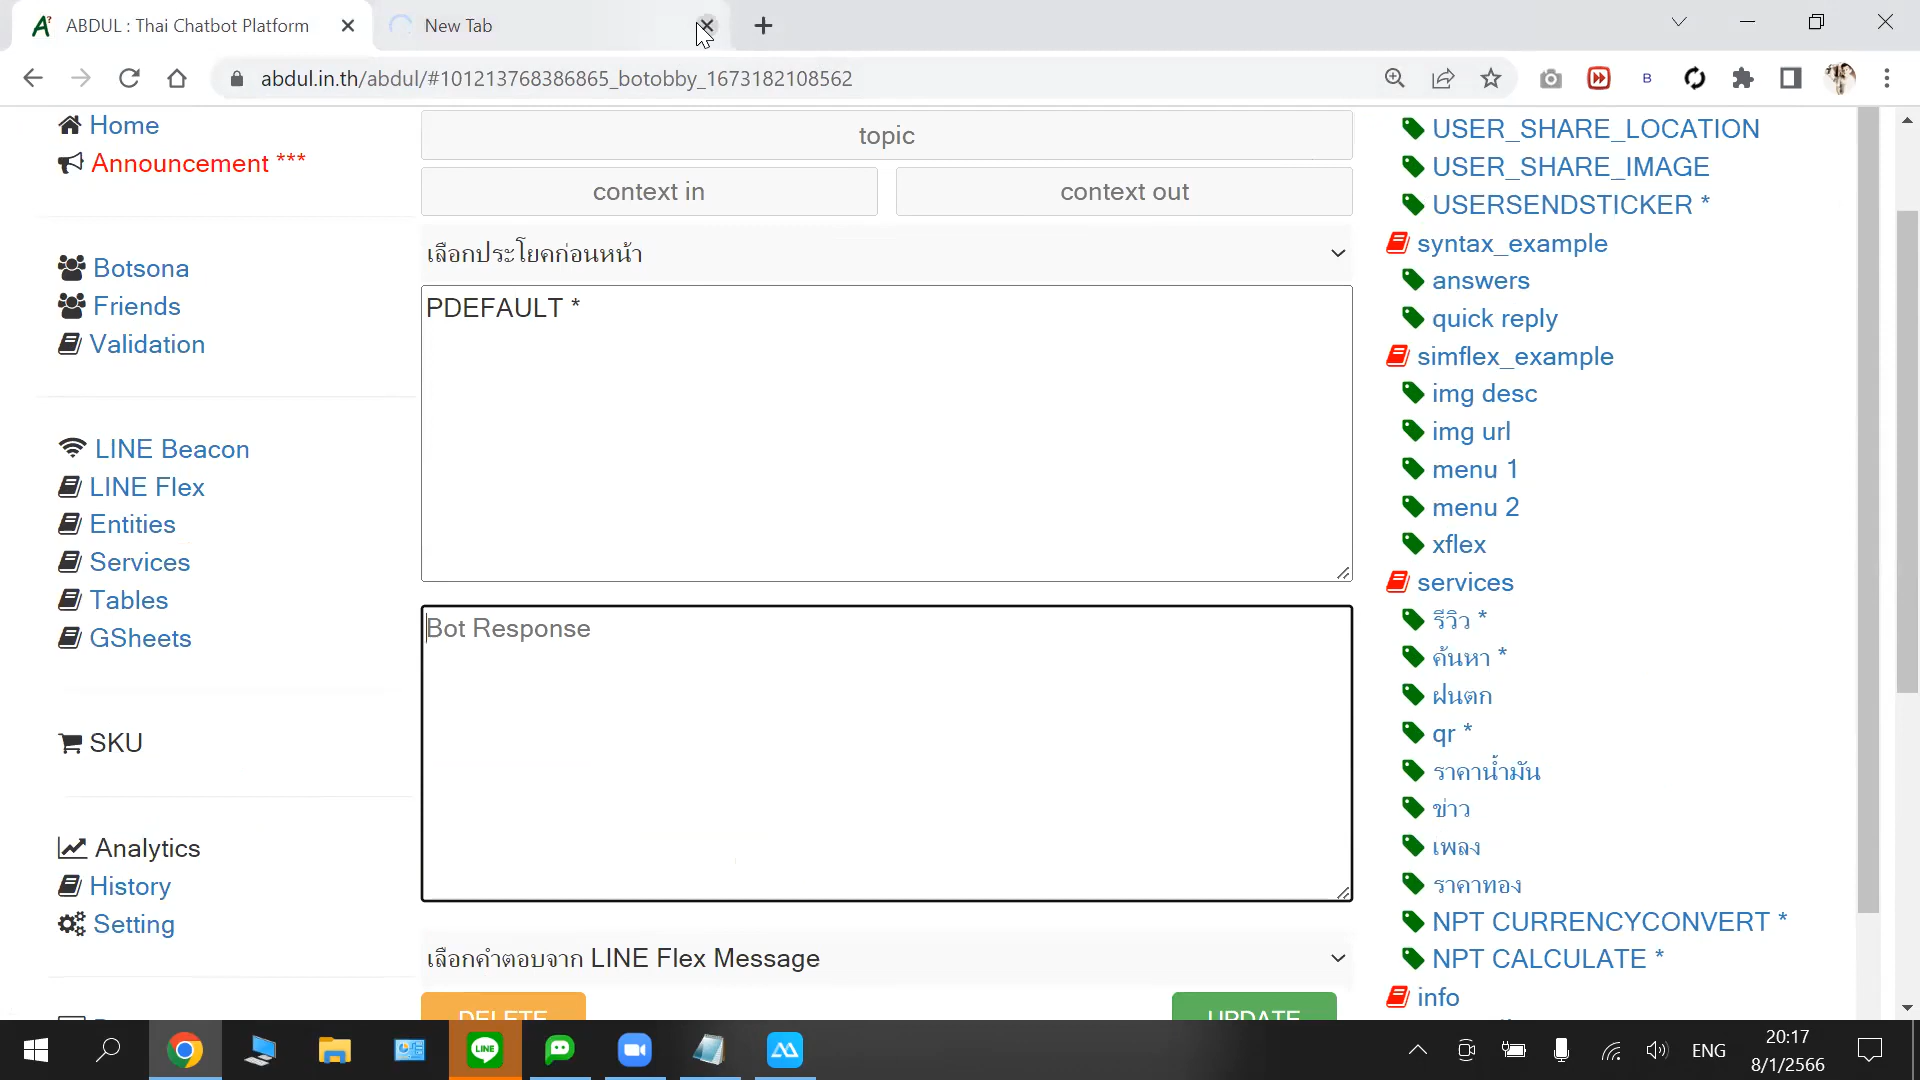 ABDUL : Thai Chatbot Platform
New Tab
abdul.in.th/abdul/#101213768386865_botobby_1673182108562
B
Home
Announcement ***
Botsona
Friends
Validation
LINE Beacon
LINE Flex
Entities
Services
Tables
GSheets
SKU
Analytics
History
Setting
topic
context in
context out
เลือกประโยคก่อนหน้า
PDEFAULT *
Bot Response
เลือกคำตอบจาก LINE Flex Message
DELETE
UPDATE
USER_SHARE_LOCATION
USER_SHARE_IMAGE
USERSENDSTICKER *
syntax_example
answers
quick reply
simflex_example
img desc
img url
menu 1
menu 2
xflex
services
รีวิว *
ค้นหา *
ฝนตก
qr *
ราคาน้ำมัน
ข่าว
เพลง
ราคาทอง
NPT CURRENCYCONVERT *
NPT CALCULATE *
info
LINE
ENG
20:17
8/1/2566